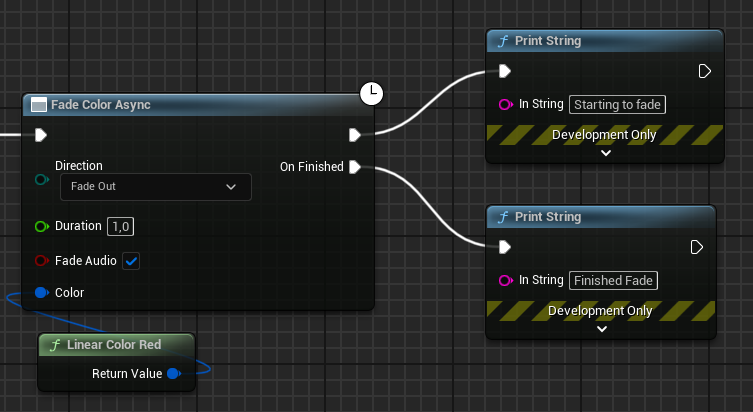 Fade Color Async
Direction
Fade Out
Duration 1,0
Fade Audio
Color
On Finished
Linear Color Red
Return Value
f Print String
In String Starting to fade
Development Only
f Print String
In String Finished Fade
Development Only